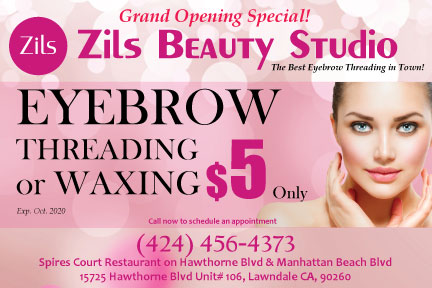 Grand Opening Special!
Zils
Zils Beauty Studio
The Best Eyebrow Threading in Town!
EYEBROW
THREADING
or WAXING $5 Only
Exp. Oct. 2020
Call now to schedule an appointment
(424) 456-4373
Spires Court Restaurant on Hawthorne Blvd & Manhattan Beach Blvd
15725 Hawthorne Blvd Unit# 106, Lawndale CA, 90260